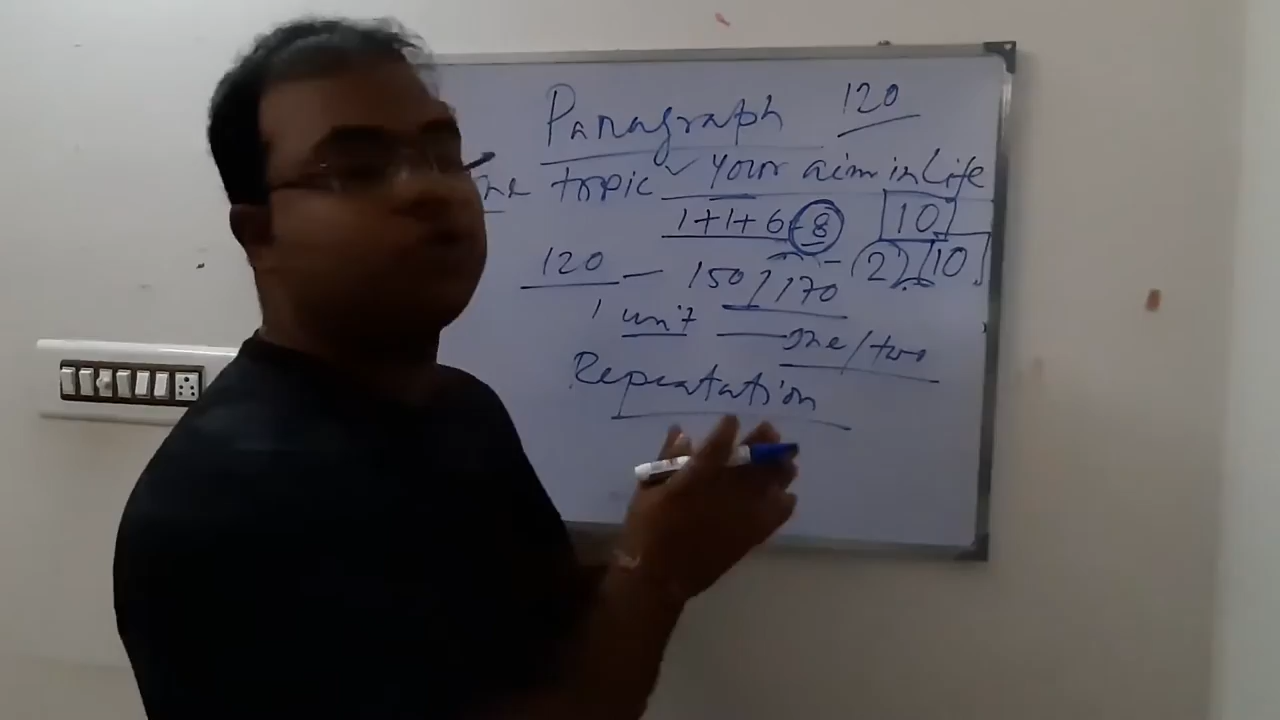 Paragraph 120
ne topic Your aim in Life
1+1+6 8 10
120 — 150/170 (2) 10
1 unit — one/two
Repeatation